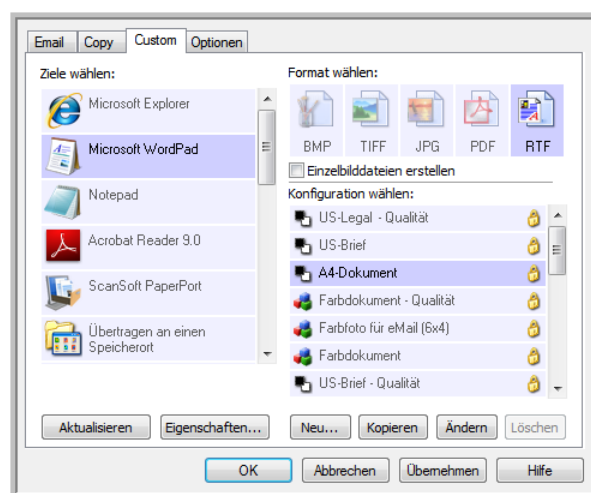 Email Copy Custom Optionen
Ziele wählen:
Microsoft Explorer
Microsoft WordPad
Notepad
Acrobat Reader 9.0
ScanSoft PaperPort
Übertragen an einen
Speicherort
Format wählen:
BMP TIFF JPG PDF RTF
Einzelbilddateien erstellen
Konfiguration wählen:
US-Legal - Qualität
US-Brief
A4-Dokument
Farbdokument - Qualität
Farbfoto für eMail (6x4)
Farbdokument
US-Brief - Qualität
Aktualisieren Eigenschaften... Neu... Kopieren Ändern Löschen
OK Abbrechen Übernehmen Hilfe